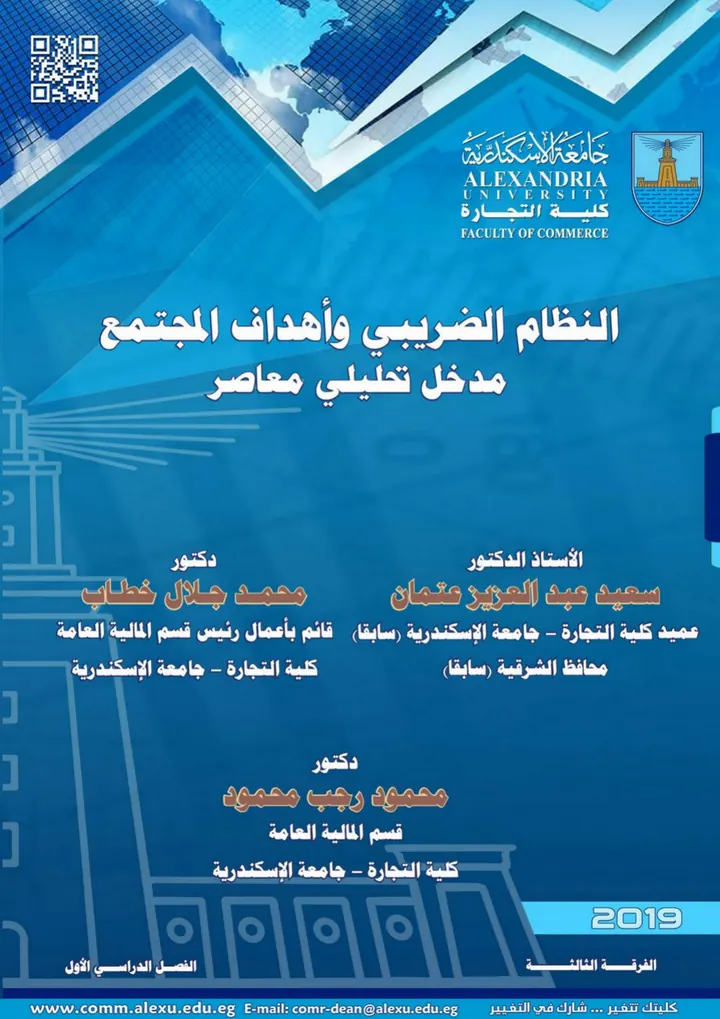 جامعة الإسكندرية
ALEXANDRIA
UNIVERSITY
كلية التجارة
FACULTY OF COMMERCE
النظام الضريبي وأهداف المجتمع
مدخل تحليلي معاصر
الأستاذ الدكتور
سعيد عبد العزيز عتمان
عميد كلية التجارة – جامعة الإسكندرية (سابقا)
محافظ الشرقية (سابقا)
دكتور
محمد جلال خطاب
قائم بأعمال رئيس قسم المالية العامة
كلية التجارة – جامعة الإسكندرية
دكتور
محمود رجب محمود
قسم المالية العامة
كلية التجارة – جامعة الإسكندرية
2019
الفرقة الثالثة
الفصل الدراسي الأول
كليتك تتغير ... شارك في التغيير
www.comm.alexu.edu.eg E-mail: comr-dean@alexu.edu.eg